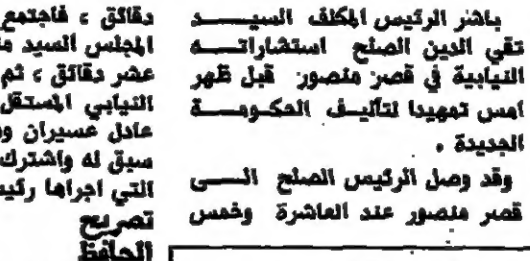 باشر الرئيس المكلف السيد
تقي الدين الصلح استشاراته
النيابية في قصر منصور قبل ظهر
امس تمهيدا لتأليف الحكومة
الجديدة .
وقد وصل الرئيس الصلح الى
قصر منصور عند العاشرة وخمس
دقائق ، فاجتمع
المجلس السيد
عشر دقائق ، ثم
النيابي المستقل
عادل عسيران
سبق له واشترك
التي اجراها رئيس
تصريح
الحافظ